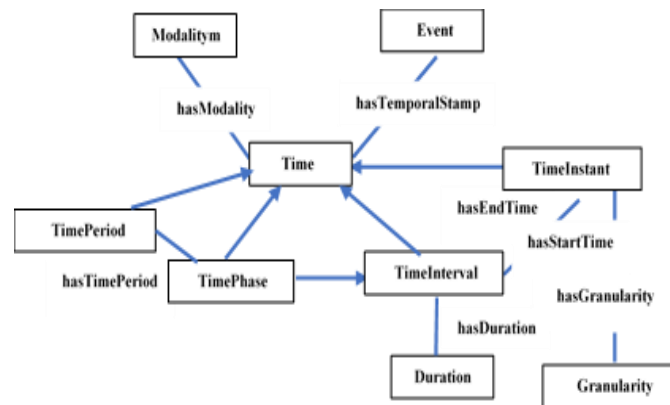 Modalitym
Event
hasModality
hasTemporalStamp
Time
TimeInstant
hasEndTime
TimePeriod
hasStartTime
hasTimePeriod
TimePhase
TimeInterval
hasGranularity
hasDuration
Duration
Granularity